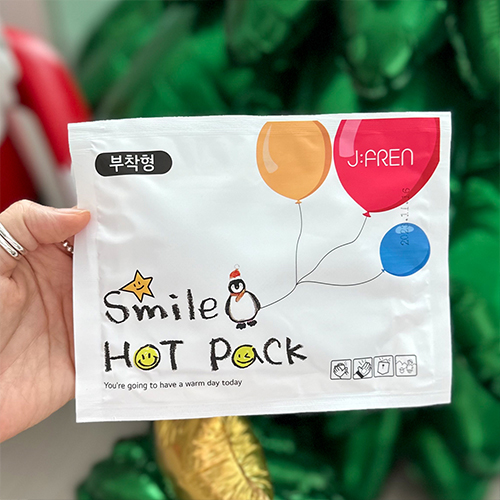 부착형
J:FREN
Smile
HOT Pack
You're going to have a warm day today